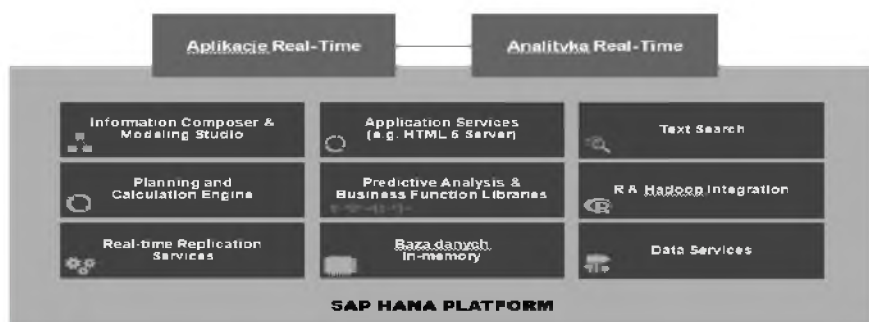 Aplikacje Real-Time
Analityka Real-Time
Information Composer &
Modeling Studio
Application Services
(e.g. HTML 5 Server)
Text Search
Planning and
Calculation Engine
Predictive Analysis &
Business Function Libraries
R & Hadoop Integration
Real-time Replication
Services
Baza danych
In-memory
Data Services
SAP HANA PLATFORM